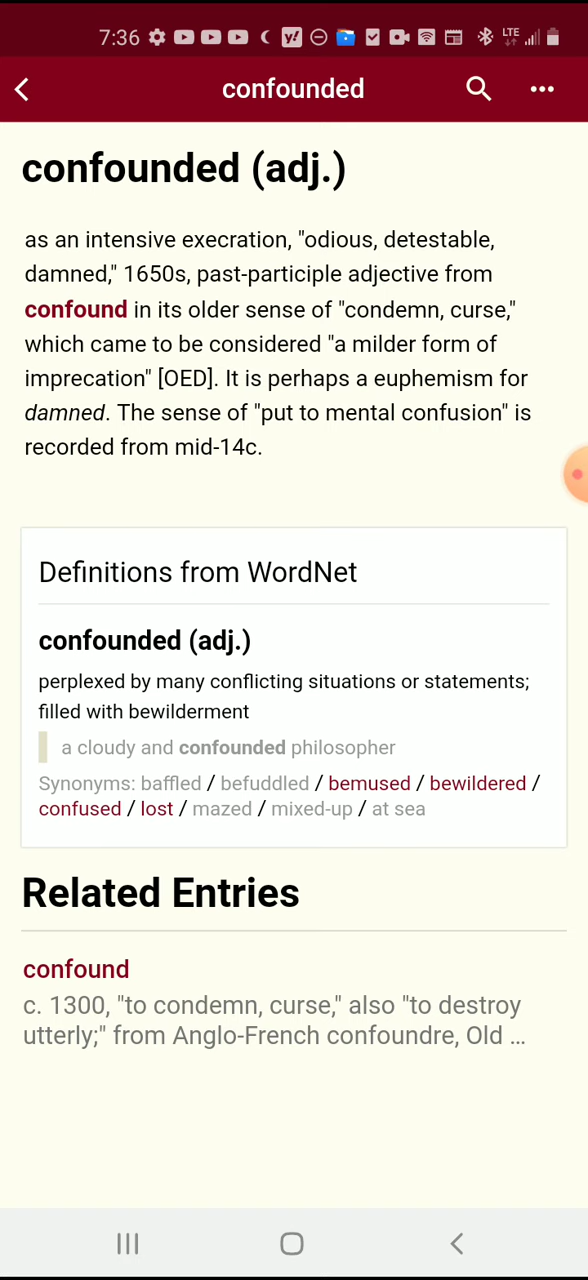 7:36 y! LTE
confounded
confounded (adj.)
as an intensive execration, "odious, detestable,
damned," 1650s, past-participle adjective from
confound in its older sense of "condemn, curse,"
which came to be considered "a milder form of
imprecation" [OED]. It is perhaps a euphemism for
damned. The sense of "put to mental confusion" is
recorded from mid-14c.
Definitions from WordNet
confounded (adj.)
perplexed by many conflicting situations or statements;
filled with bewilderment
a cloudy and confounded philosopher
Synonyms: baffled / befuddled / bemused / bewildered /
confused / lost / mazed / mixed-up / at sea
Related Entries
confound
c. 1300, "to condemn, curse," also "to destroy
utterly;" from Anglo-French confoundre, Old ...